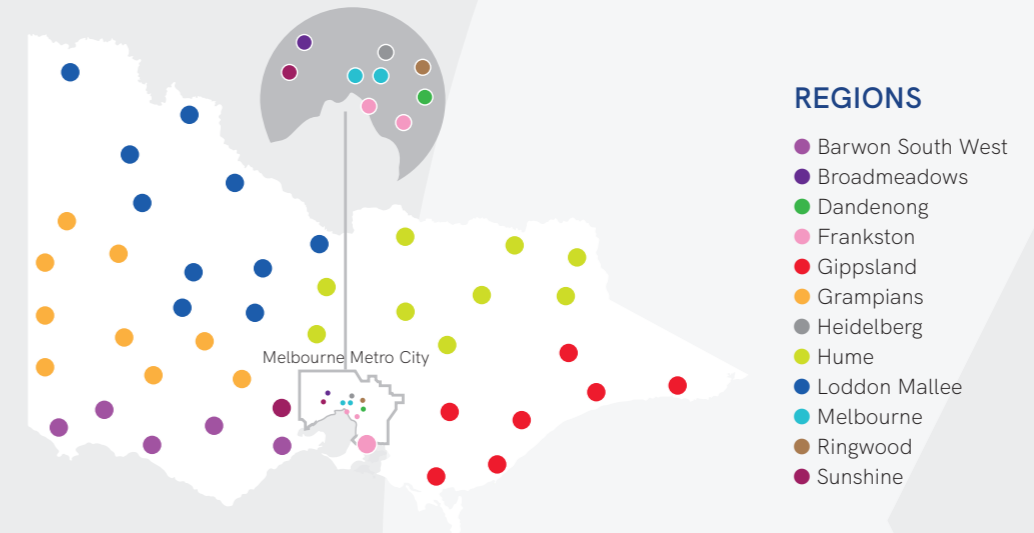 REGIONS
Barwon South West
Broadmeadows
Dandenong
Frankston
Gippsland
Grampians
Heidelberg
Hume
Loddon Mallee
Melbourne
Ringwood
Sunshine
Melbourne Metro City